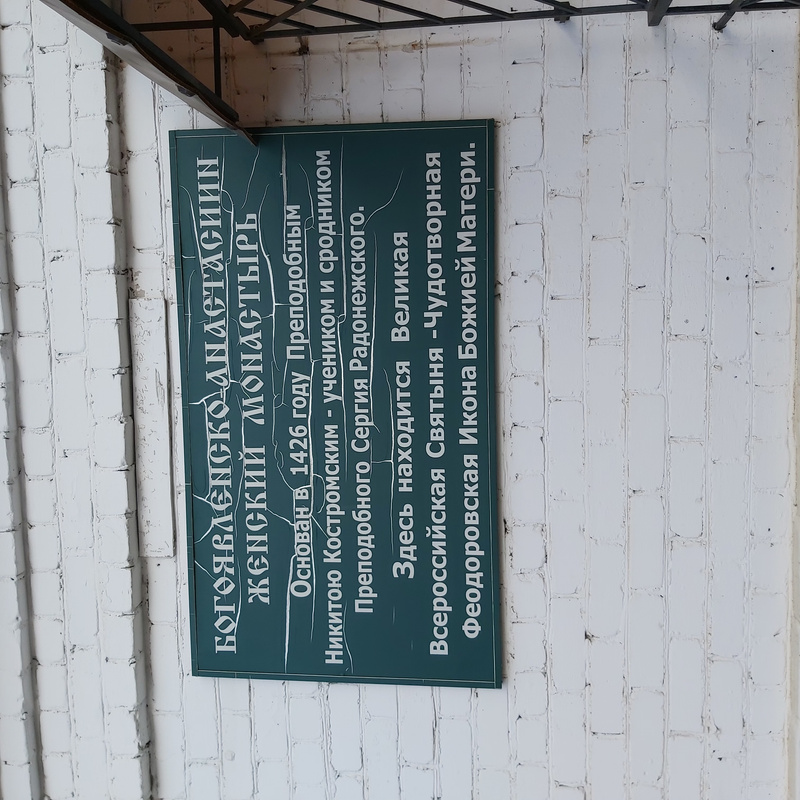 БОГОЯВЛЕНСКО-АНАСТАСИИН
ЖЕНСКИЙ МОНАСТЫРЬ
Основан в 1426 году Преподобным
Никитою Костромским - учеником и сродником
Преподобного Сергия Радонежского.
Здесь находится Великая
Всероссийская Святыня -Чудотворная
Феодоровская Икона Божией Матери.